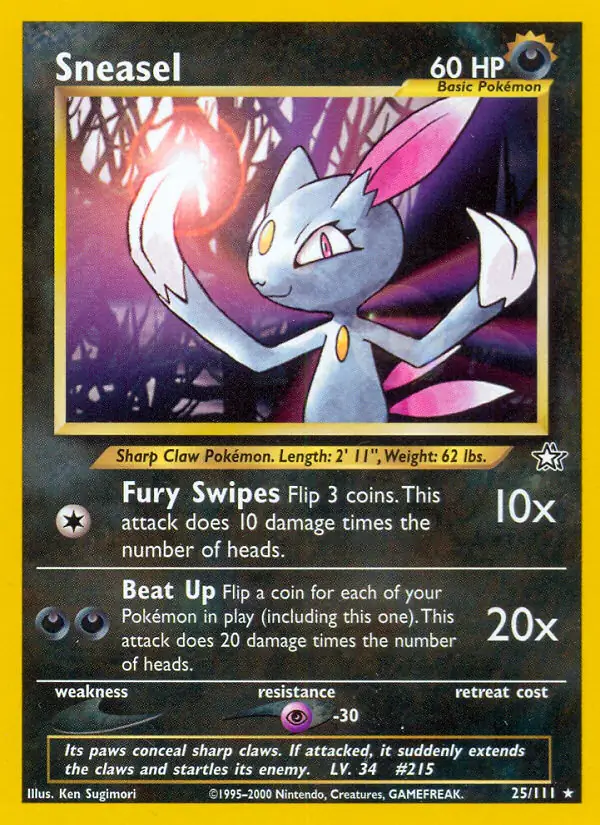 Sneasel
60 HP
Basic Pokémon
Sharp Claw Pokémon. Length: 2' 11", Weight: 62 lbs.
Fury Swipes Flip 3 coins. This
attack does 10 damage times the
number of heads.
10x
Beat Up Flip a coin for each of your
Pokémon in play (including this one). This
attack does 20 damage times the number
of heads.
20x
weakness
resistance
retreat cost
-30
Its paws conceal sharp claws. If attacked, it suddenly extends
the claws and startles its enemy. LV. 34 #215
Illus. Ken Sugimori
©1995-2000 Nintendo, Creatures, GAMEFREAK.
25/111 ★